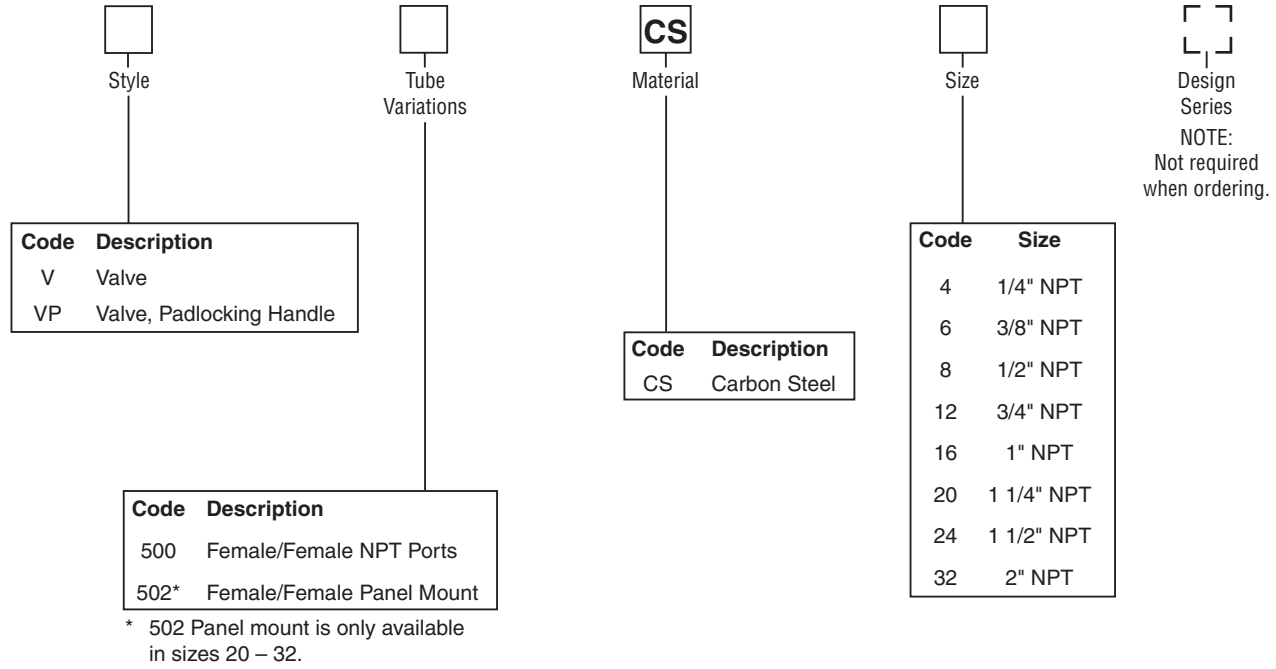 CS
Style
Tube
Variations
Material
Size
Design
Series
NOTE:
Not required
when ordering.
Code Description
V Valve
VP Valve, Padlocking Handle
Code Description
500 Female/Female NPT Ports
502* Female/Female Panel Mount
* 502 Panel mount is only available
in sizes 20 – 32.
Code Description
CS Carbon Steel
Code Size
4 1/4" NPT
6 3/8" NPT
8 1/2" NPT
12 3/4" NPT
16 1" NPT
20 1 1/4" NPT
24 1 1/2" NPT
32 2" NPT